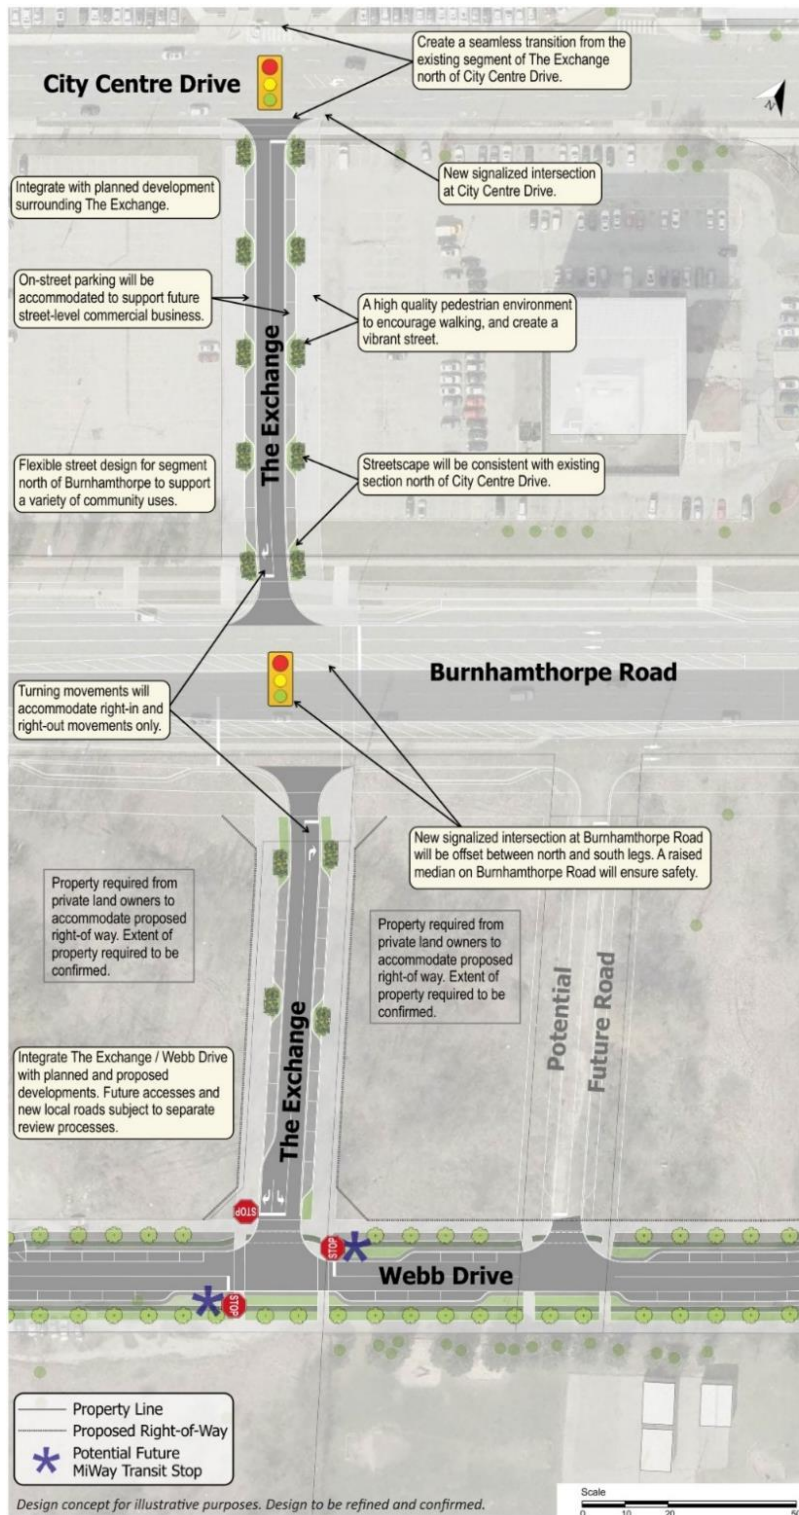 Create a seamless transition from the
existing segment of The Exchange
north of City Centre Drive.
City Centre Drive
N
New signalized intersection
at City Centre Drive.
Integrate with planned development
surrounding The Exchange.
On-street parking will be
accommodated to support future
street-level commercial business.
A high quality pedestrian environment
to encourage walking, and create a
vibrant street.
The Exchange
Flexible street design for segment
north of Burnhamthorpe to support
a variety of community uses.
Streetscape will be consistent with existing
section north of City Centre Drive.
Burnhamthorpe Road
Turning movements will
accommodate right-in and
right-out movements only.
New signalized intersection at Burnhamthorpe Road
will be offset between north and south legs. A raised
median on Burnhamthorpe Road will ensure safety.
Property required from
private land owners to
accommodate proposed
right-of way. Extent of
property required to be
confirmed.
Property required from
private land owners to
accommodate proposed
right-of way. Extent of
property required to be
confirmed.
Potential
Future Road
The Exchange
Integrate The Exchange / Webb Drive
with planned and proposed
developments. Future accesses and
new local roads subject to separate
review processes.
STOP
STOP
Webb Drive
STOP
Property Line
Proposed Right-of-Way
Potential Future
MiWay Transit Stop
Design concept for illustrative purposes. Design to be refined and confirmed.
Scale
0 10 20